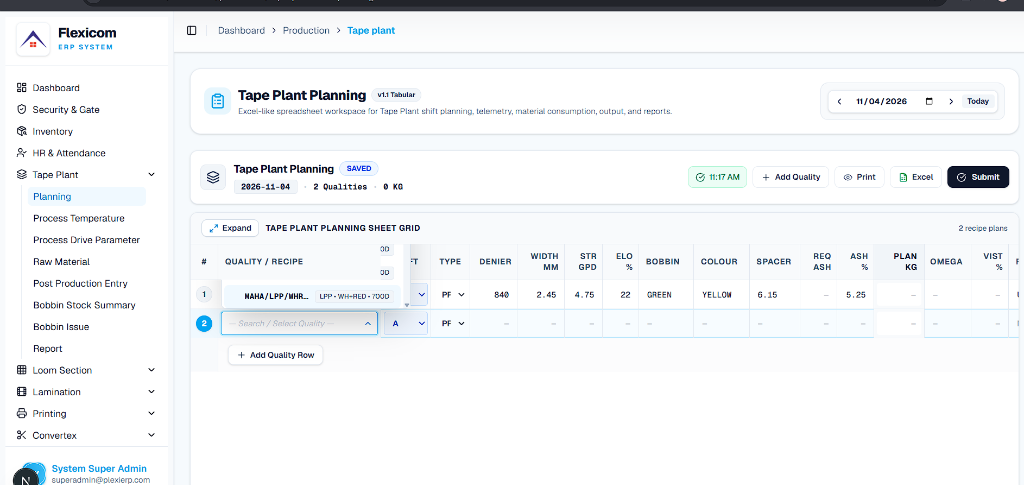 Flexicom
ERP SYSTEM
Dashboard
Security & Gate
Inventory
HR & Attendance
Tape Plant
Planning
Process Temperature
Process Drive Parameter
Raw Material
Post Production Entry
Bobbin Stock Summary
Bobbin Issue
Report
Loom Section
Lamination
Printing
Convertex
System Super Admin
superadmin@plexierp.com
N
Dashboard > Production > Tape plant
Tape Plant Planning v1.1 Tabular
Excel-like spreadsheet workspace for Tape Plant shift planning, telemetry, material consumption, output, and reports.
11/04/2026 Today
Tape Plant Planning SAVED
2026-11-04 · 2 Qualities · 0 KG
11:17 AM + Add Quality Print Excel Submit
Expand TAPE PLANT PLANNING SHEET GRID 2 recipe plans
# QUALITY / RECIPE FT TYPE DENIER WIDTH MM STR GPD ELO % BOBBIN COLOUR SPACER REQ ASH ASH % PLAN KG OMEGA VIST %
0D
0D
NAHA/LPP/WHR... LPP • WH+RED • 700D
1 PF 840 2.45 4.75 22 GREEN YELLOW 6.15 – 5.25 – – –
2 -- Search / Select Quality -- A PF – – – – – – – – – – – –
+ Add Quality Row